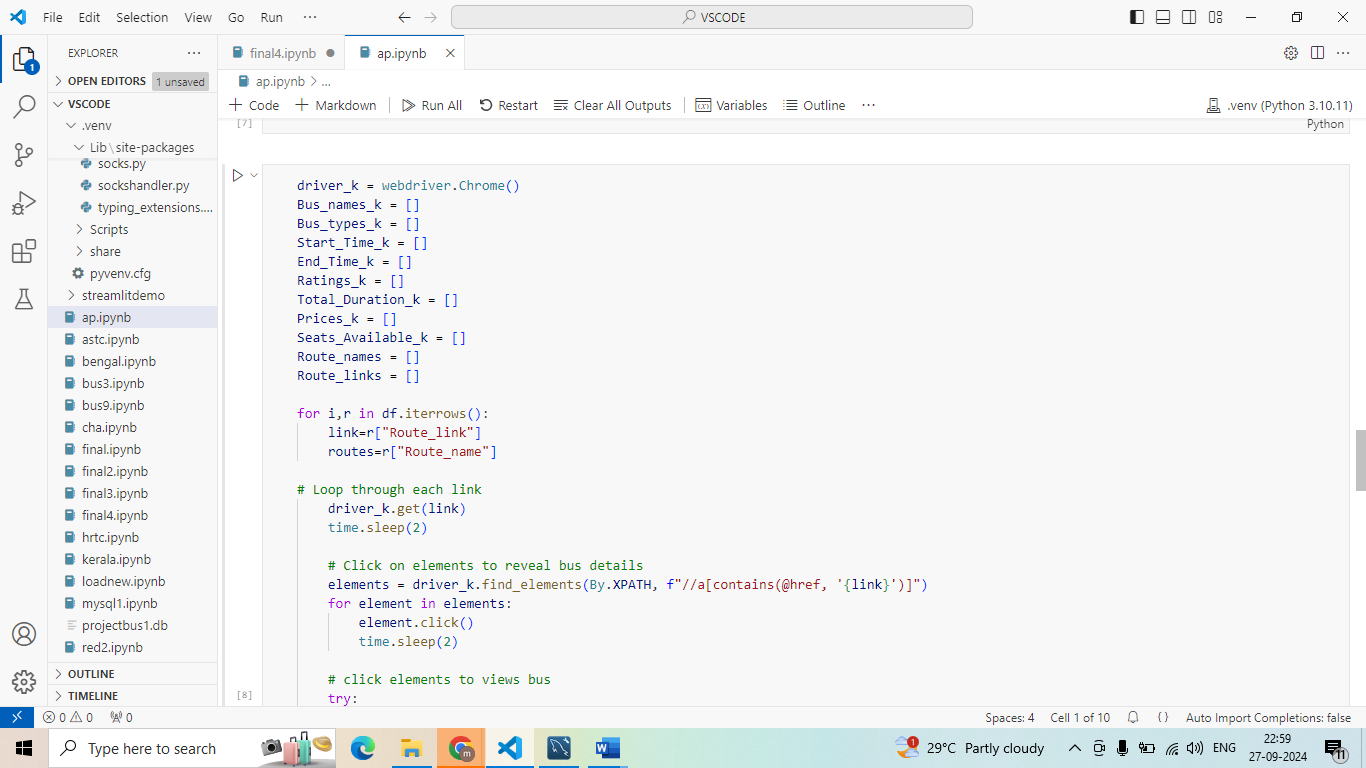 File Edit Selection View Go Run ··· VSCODE
EXPLORER ···
OPEN EDITORS 1 unsaved
VSCODE
.venv
Lib \ site-packages
socks.py
sockshandler.py
typing_extensions....
Scripts
share
pyvenv.cfg
streamlitdemo
ap.ipynb
astc.ipynb
bengal.ipynb
bus3.ipynb
bus9.ipynb
cha.ipynb
final.ipynb
final2.ipynb
final3.ipynb
final4.ipynb
hrtc.ipynb
kerala.ipynb
loadnew.ipynb
mysql1.ipynb
projectbus1.db
red2.ipynb
OUTLINE
TIMELINE
1
final4.ipynb ap.ipynb
ap.ipynb > ...
+ Code + Markdown Run All Restart Clear All Outputs Variables Outline ··· .venv (Python 3.10.11)
[7] Python
driver_k = webdriver.Chrome()
Bus_names_k = []
Bus_types_k = []
Start_Time_k = []
End_Time_k = []
Ratings_k = []
Total_Duration_k = []
Prices_k = []
Seats_Available_k = []
Route_names = []
Route_links = []
for i,r in df.iterrows():
    link=r["Route_link"]
    routes=r["Route_name"]
# Loop through each link
    driver_k.get(link)
    time.sleep(2)
    # Click on elements to reveal bus details
    elements = driver_k.find_elements(By.XPATH, f"//a[contains(@href, '{link}')]")
    for element in elements:
        element.click()
        time.sleep(2)
    # click elements to views bus
[8]     try:
0 0 0 Spaces: 4 Cell 1 of 10 {} Auto Import Completions: false
Type here to search 1 29°C Partly cloudy ENG 22:59
27-09-2024 11